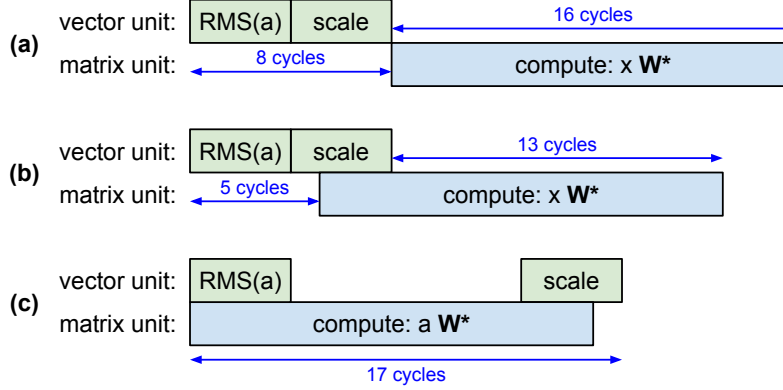 vector unit: RMS(a) scale 16 cycles
(a)
matrix unit: 8 cycles compute: x W*
vector unit: RMS(a) scale 13 cycles
(b)
matrix unit: 5 cycles compute: x W*
vector unit: RMS(a) scale
(c)
matrix unit: compute: a W*
17 cycles